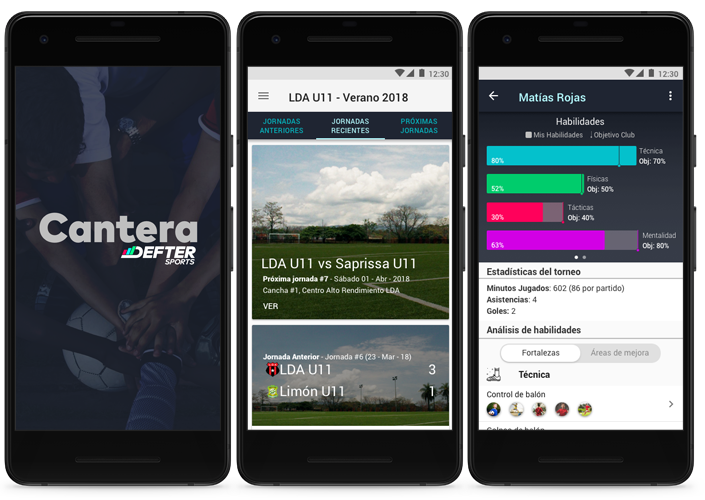 Cantera
DEFTER
SPORTS
12:30
LDA U11 - Verano 2018
JORNADAS ANTERIORES
JORNADAS RECIENTES
PRÓXIMAS JORNADAS
LDA U11 vs Saprissa U11
Próxima jornada #7 - Sábado 01 - Abr - 2018
Cancha #1, Centro Alto Rendimiento LDA
VER
Jornada Anterior - Jornada #6 (23 - Mar - 18)
LDA U11 3
Limón U11 1
12:30
Matías Rojas
Habilidades
Mis Habilidades ↓Objetivo Club
80% Técnica
Obj: 70%
52% Físicas
Obj: 50%
30% Tácticas
Obj: 40%
63% Mentalidad
Obj: 80%
Estadísticas del torneo
Minutos Jugados: 602 (86 por partido)
Asistencias: 4
Goles: 2
Análisis de habilidades
Fortalezas
Áreas de mejora
Técnica
Control de balón